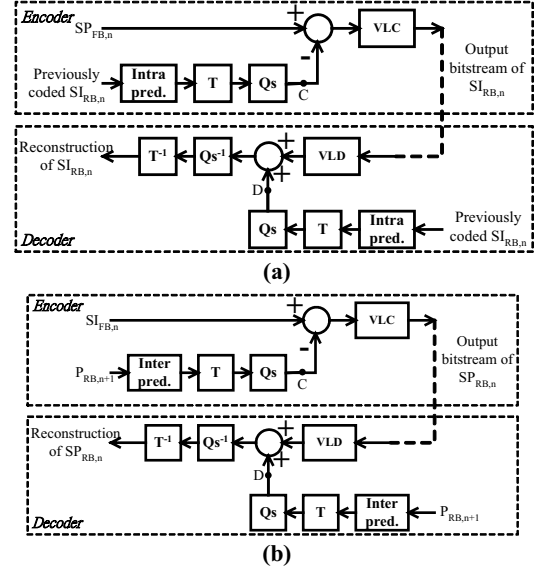 Encoder
SP_FB,n
+
VLC
Previously
coded SI_RB,n
Intra
pred.
T
Qs
C
-
Output
bitstream of
SI_RB,n
Reconstruction
of SI_RB,n
T^-1
Qs^-1
+
+
VLD
D
Qs
T
Intra
pred.
Previously
coded SI_RB,n
Decoder
(a)
Encoder
SI_FB,n
+
VLC
P_RB,n+1
Inter
pred.
T
Qs
C
-
Output
bitstream of
SP_RB,n
Reconstruction
of SP_RB,n
T^-1
Qs^-1
+
+
VLD
D
Qs
T
Inter
pred.
P_RB,n+1
Decoder
(b)